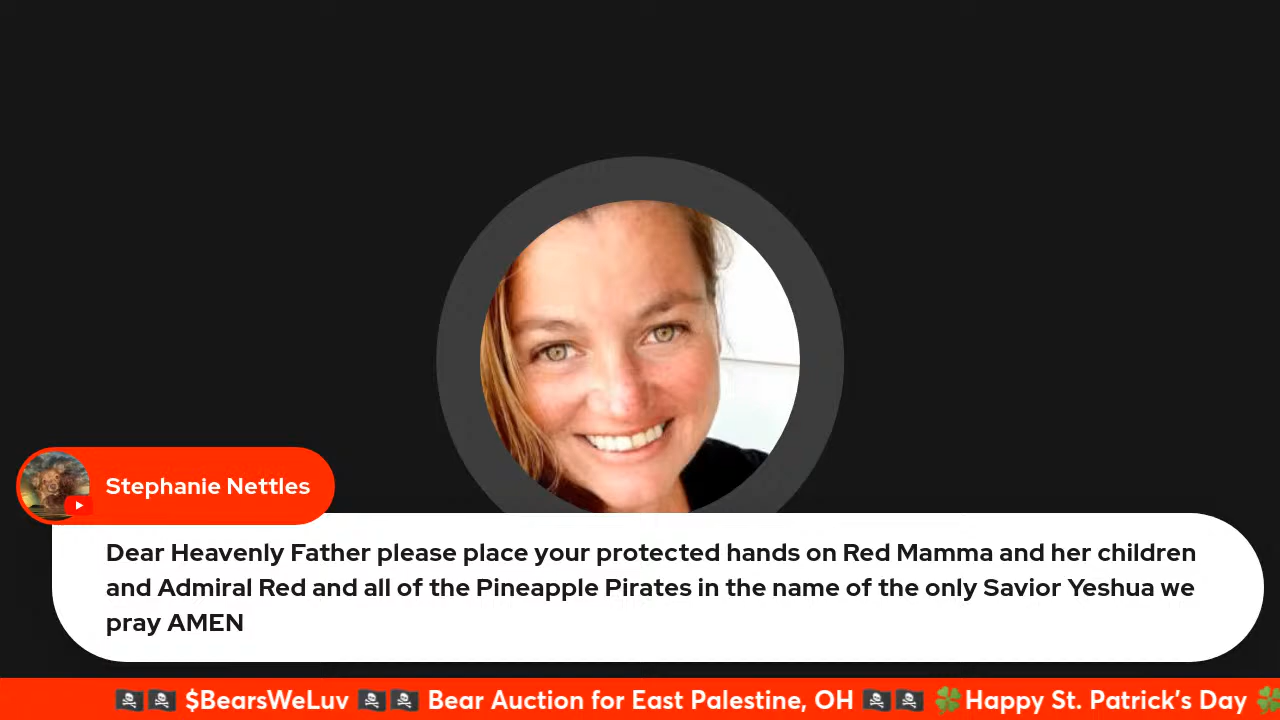 Stephanie Nettles
Dear Heavenly Father please place your protected hands on Red Mamma and her children
and Admiral Red and all of the Pineapple Pirates in the name of the only Savior Yeshua we
pray AMEN
🏴‍☠️🏴‍☠️ $BearsWeLuv 🏴‍☠️🏴‍☠️ Bear Auction for East Palestine, OH 🏴‍☠️🏴‍☠️ 🍀Happy St. Patrick's Day 🍀